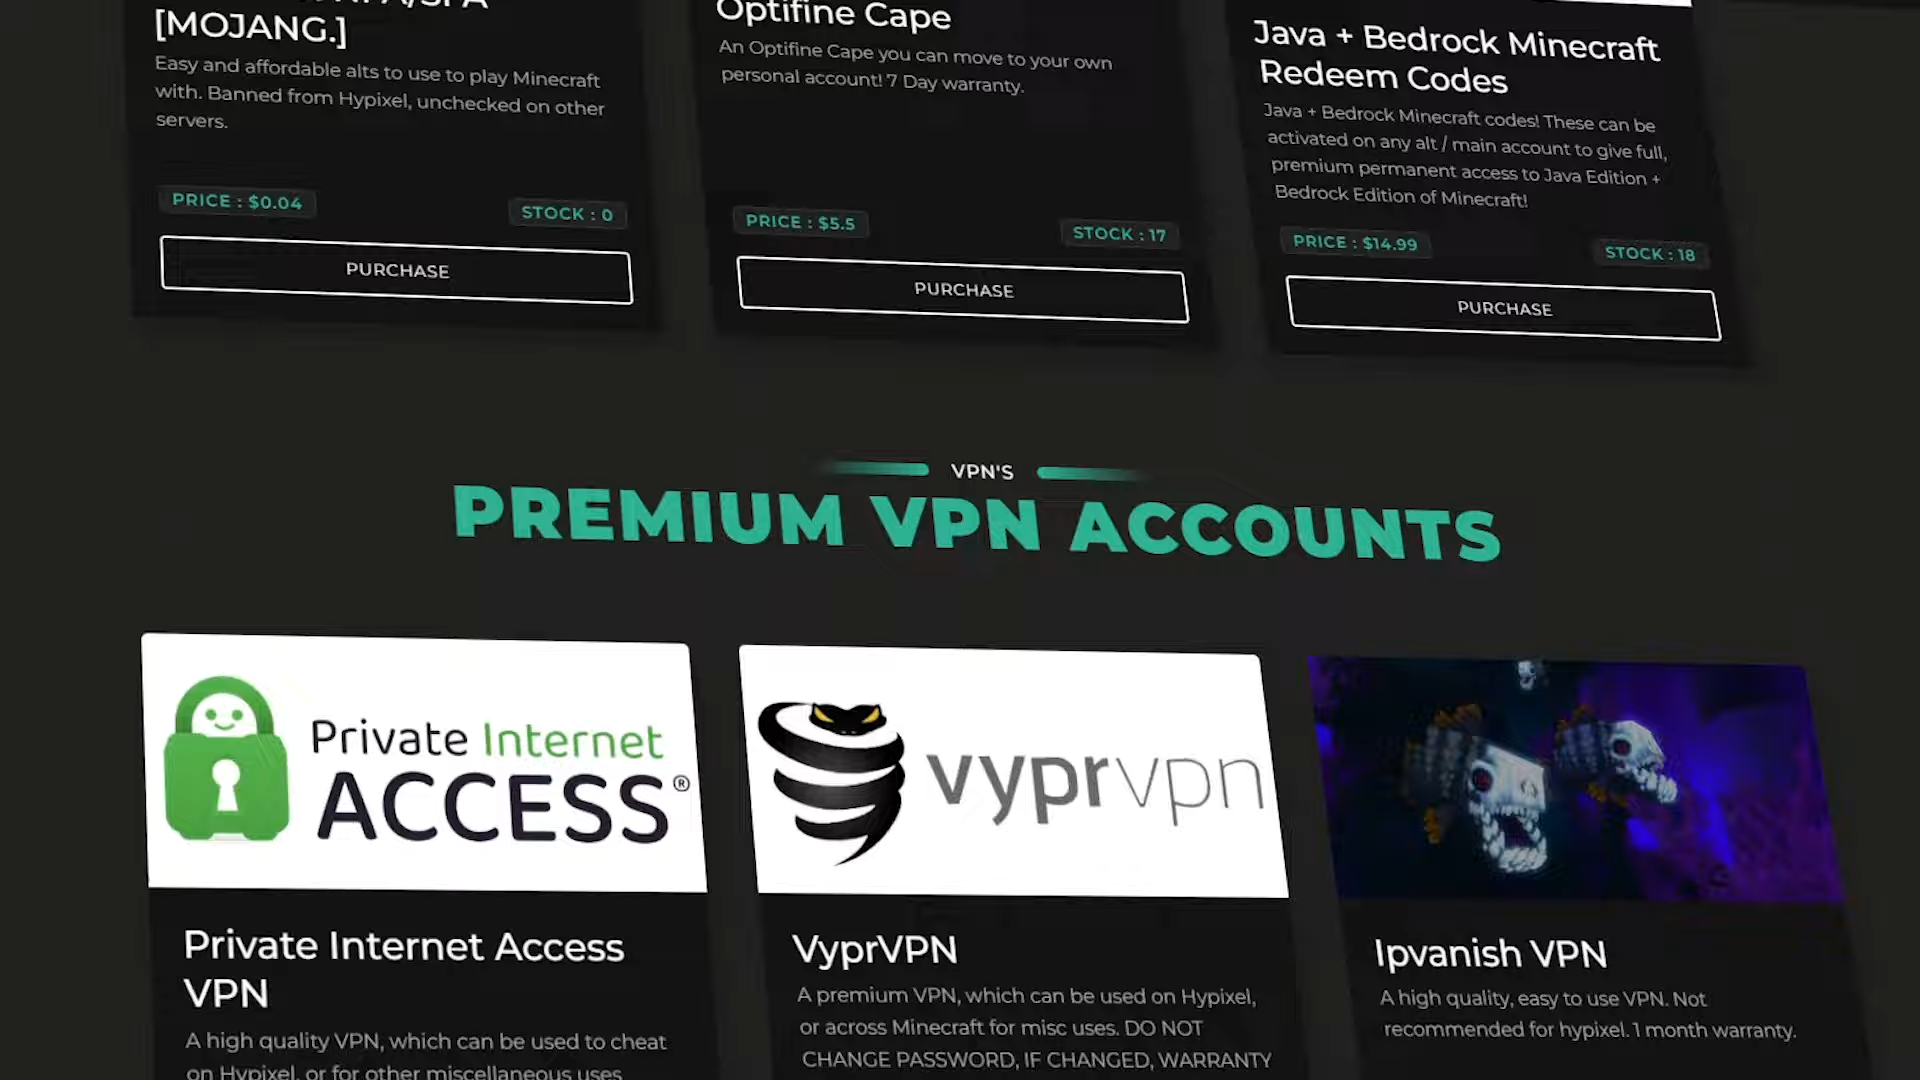 [MOJANG.]
Easy and affordable alts to use to play Minecraft
with. Banned from Hypixel, unchecked on other
servers.
PRICE : $0.04
STOCK : 0
PURCHASE
Optifine Cape
An Optifine Cape you can move to your own
personal account! 7 Day warranty.
PRICE : $5.5
STOCK : 17
PURCHASE
Java + Bedrock Minecraft
Redeem Codes
Java + Bedrock Minecraft codes! These can be
activated on any alt / main account to give full,
premium permanent access to Java Edition +
Bedrock Edition of Minecraft!
PRICE : $14.99
STOCK : 18
PURCHASE
VPN'S
PREMIUM VPN ACCOUNTS
Private Internet
ACCESS®
Private Internet Access
VPN
A high quality VPN, which can be used to cheat
on Hypixel, or for other miscellaneous uses
vyprvpn
VyprVPN
A premium VPN, which can be used on Hypixel,
or across Minecraft for misc uses. DO NOT
CHANGE PASSWORD, IF CHANGED, WARRANTY
Ipvanish VPN
A high quality, easy to use VPN. Not
recommended for hypixel. 1 month warranty.